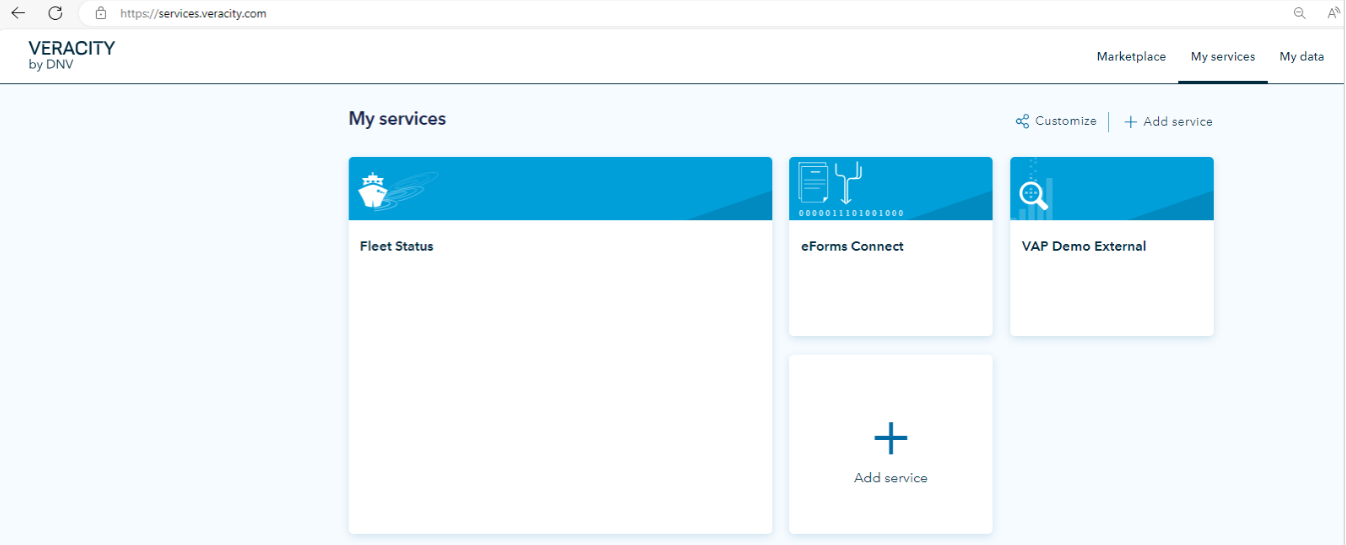 https://services.veracity.com
A
VERACITY
by DNV
Marketplace My services My data
My services
Customize Add service
0000011101001000
Fleet Status
eForms Connect
VAP Demo External
Add service